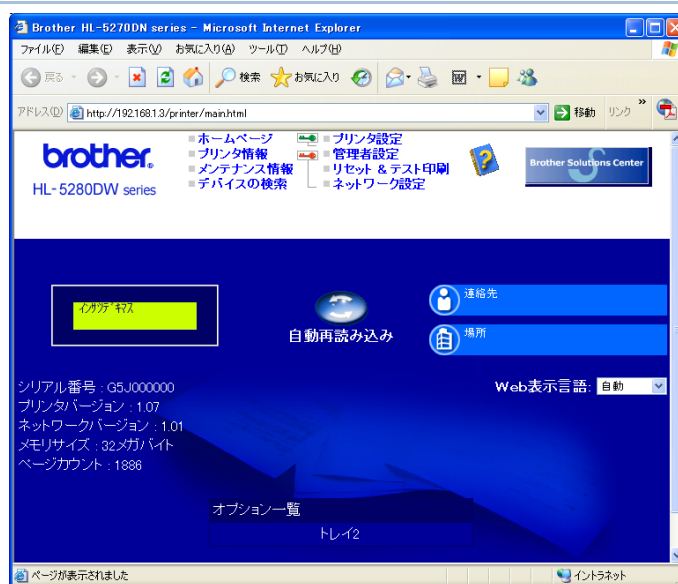 Brother HL-5270DN series - Microsoft Internet Explorer
ファイル(F) 編集(E) 表示(V) お気に入り(A) ツール(T) ヘルプ(H)
戻る 検索 お気に入り
アドレス(D) http://192.168.1.3/printer/main.html 移動 リンク »
brother.
HL-5280DW series
ホームページ
プリンタ情報
メンテナンス情報
デバイスの検索
プリンタ設定
管理者設定
リセット & テスト印刷
ネットワーク設定
Brother Solutions Center
インサツデキマス
自動再読み込み
連絡先
場所
シリアル番号 : G5J000000
プリンタバージョン : 1.07
ネットワークバージョン : 1.01
メモリサイズ : 32メガバイト
ページカウント : 1886
Web表示言語: 自動
オプション一覧
トレイ2
ページが表示されました イントラネット